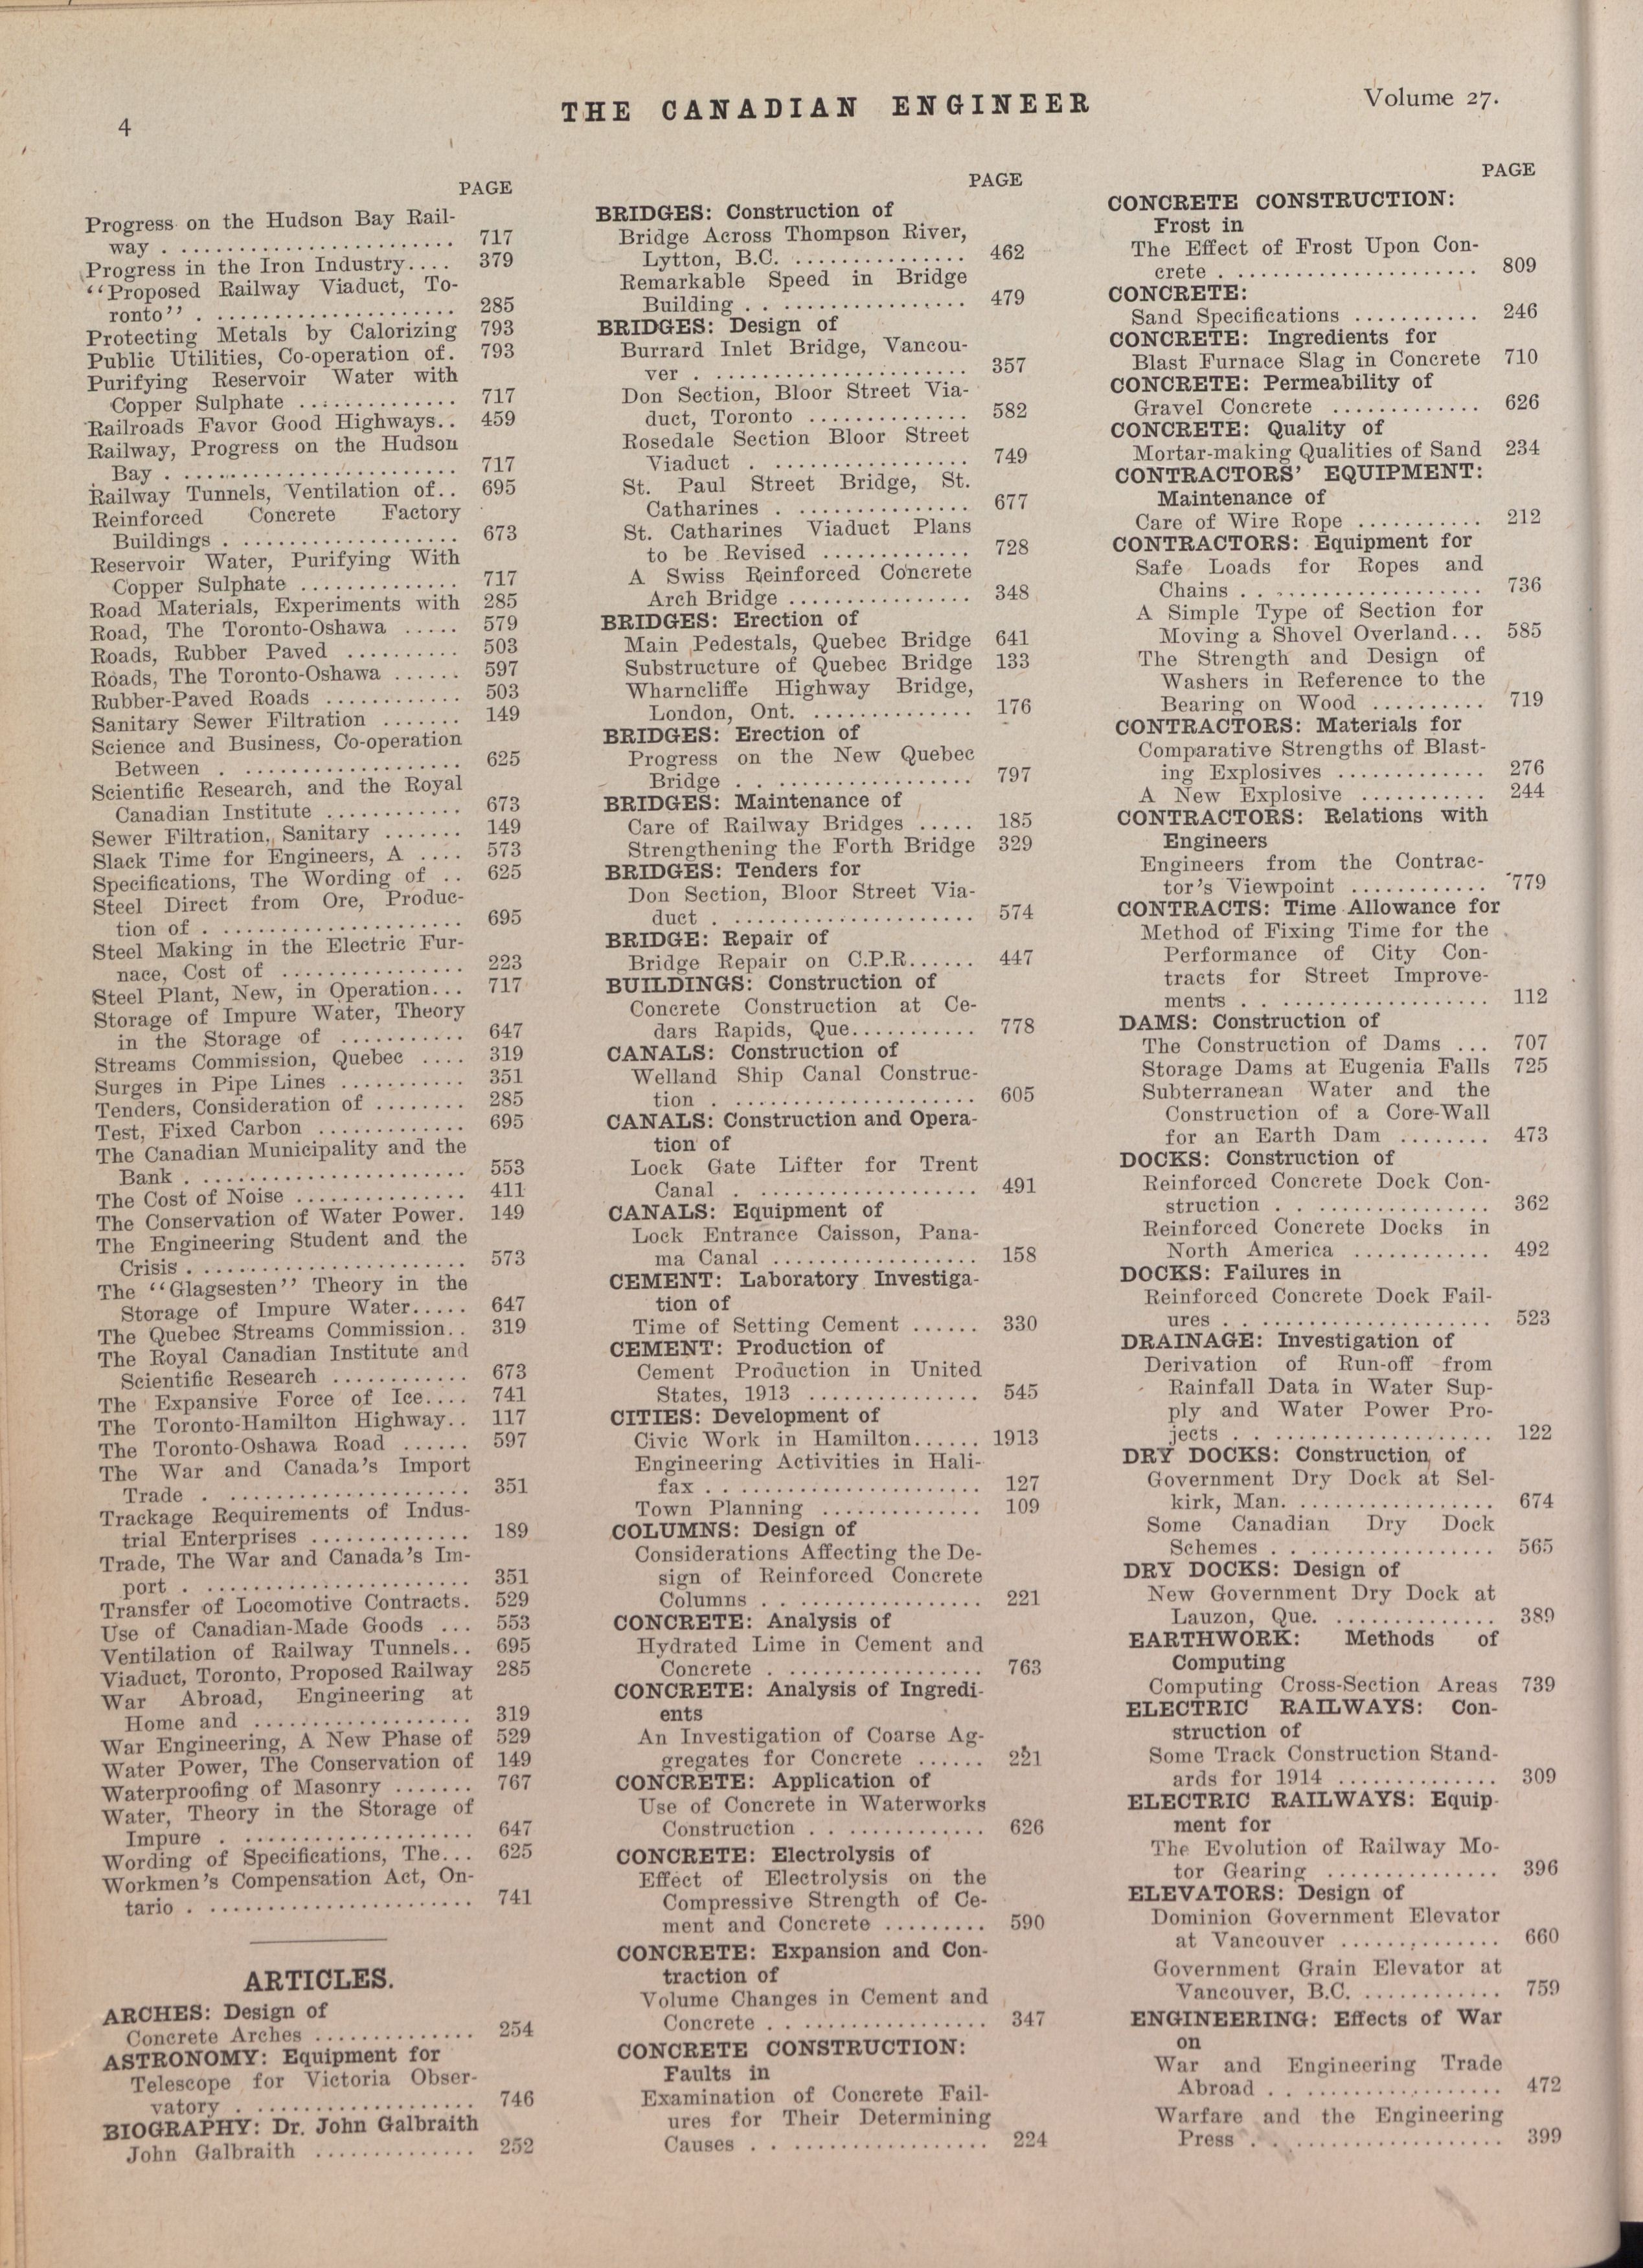 4
THE CANADIAN ENGINEER
Volume 27.
PAGE
Progress on the Hudson Bay Rail-
way . ........................ 717
Progress in the Iron Industry.... 379
"Proposed Railway Viaduct, To-
ronto" . ..................... 285
Protecting Metals by Calorizing 793
Public Utilities, Co-operation of. 793
Purifying Reservoir Water with
Copper Sulphate .............. 717
Railroads Favor Good Highways.. 459
Railway, Progress on the Hudson
Bay . ........................ 717
Railway Tunnels, Ventilation of.. 695
Reinforced Concrete Factory
Buildings . .................. 673
Reservoir Water, Purifying With
Copper Sulphate .............. 717
Road Materials, Experiments with 285
Road, The Toronto-Oshawa ..... 579
Roads, Rubber Paved .......... 503
Roads, The Toronto-Oshawa ...... 597
Rubber-Paved Roads ............ 503
Sanitary Sewer Filtration ....... 149
Science and Business, Co-operation
Between . .................... 625
Scientific Research, and the Royal
Canadian Institute ............ 673
Sewer Filtration, Sanitary ....... 149
Slack Time for Engineers, A .... 573
Specifications, The Wording of .. 625
Steel Direct from Ore, Produc-
tion of . .................... 695
Steel Making in the Electric Fur-
nace, Cost of ................ 223
Steel Plant, New, in Operation... 717
Storage of Impure Water, Theory
in the Storage of ........... 647
Streams Commission, Quebec .... 319
Surges in Pipe Lines ........... 351
Tenders, Consideration of ........ 285
Test, Fixed Carbon ............. 695
The Canadian Municipality and the
Bank . ....................... 553
The Cost of Noise ............... 411
The Conservation of Water Power. 149
The Engineering Student and the
Crisis . ...................... 573
The "Glagsesten" Theory in the
Storage of Impure Water..... 647
The Quebec Streams Commission.. 319
The Royal Canadian Institute and
Scientific Research ............ 673
The Expansive Force of Ice.... 741
The Toronto-Hamilton Highway.. 117
The Toronto-Oshawa Road ...... 597
The War and Canada's Import
Trade . ...................... 351
Trackage Requirements of Indus-
trial Enterprises .............. 189
Trade, The War and Canada's Im-
port . ....................... 351
Transfer of Locomotive Contracts. 529
Use of Canadian-Made Goods ... 553
Ventilation of Railway Tunnels.. 695
Viaduct, Toronto, Proposed Railway 285
War Abroad, Engineering at
Home and .................... 319
War Engineering, A New Phase of 529
Water Power, The Conservation of 149
Waterproofing of Masonry ....... 767
Water, Theory in the Storage of
Impure . .................... 647
Wording of Specifications, The... 625
Workmen's Compensation Act, On-
tario . ...................... 741
ARTICLES.
ARCHES: Design of
Concrete Arches .............. 254
ASTRONOMY: Equipment for
Telescope for Victoria Obser-
vatory . ..................... 746
BIOGRAPHY: Dr. John Galbraith
John Galbraith .............. 252
PAGE
BRIDGES: Construction of
Bridge Across Thompson River,
Lytton, B.C. ................ 462
Remarkable Speed in Bridge
Building . . ................. 479
BRIDGES: Design of
Burrard Inlet Bridge, Vancou-
ver . ....................... 357
Don Section, Bloor Street Via-
duct, Toronto .............. 582
Rosedale Section Bloor Street
Viaduct . .................. 749
St. Paul Street Bridge, St.
Catharines . ................ 677
St. Catharines Viaduct Plans
to be Revised ............. 728
A Swiss Reinforced Concrete
Arch Bridge ................ 348
BRIDGES: Erection of
Main Pedestals, Quebec Bridge 641
Substructure of Quebec Bridge 133
Wharncliffe Highway Bridge,
London, Ont. ............... 176
BRIDGES: Erection of
Progress on the New Quebec
Bridge . . .................. 797
BRIDGES: Maintenance of
Care of Railway Bridges ..... 185
Strengthening the Forth Bridge 329
BRIDGES: Tenders for
Don Section, Bloor Street Via-
duct . ...................... 574
BRIDGE: Repair of
Bridge Repair on C.P.R...... 447
BUILDINGS: Construction of
Concrete Construction at Ce-
dars Rapids, Que........... 778
CANALS: Construction of
Welland Ship Canal Construc-
tion . ...................... 605
CANALS: Construction and Opera-
tion of
Lock Gate Lifter for Trent
Canal . .................... 491
CANALS: Equipment of
Lock Entrance Caisson, Pana-
ma Canal .................. 158
CEMENT: Laboratory Investiga-
tion of
Time of Setting Cement ...... 330
CEMENT: Production of
Cement Production in United
States, 1913 ............... 545
CITIES: Development of
Civic Work in Hamilton...... 1913
Engineering Activities in Hali-
fax . . ..................... 127
Town Planning .............. 109
COLUMNS: Design of
Considerations Affecting the De-
sign of Reinforced Concrete
Columns . . ................. 221
CONCRETE: Analysis of
Hydrated Lime in Cement and
Concrete . .................. 763
CONCRETE: Analysis of Ingredi-
ents
An Investigation of Coarse Ag-
gregates for Concrete ...... 221
CONCRETE: Application of
Use of Concrete in Waterworks
Construction . . ............ 626
CONCRETE: Electrolysis of
Effect of Electrolysis on the
Compressive Strength of Ce-
ment and Concrete ......... 590
CONCRETE: Expansion and Con-
traction of
Volume Changes in Cement and
Concrete . . ................ 347
CONCRETE CONSTRUCTION:
Faults in
Examination of Concrete Fail-
ures for Their Determining
Causes . . .................. 224
PAGE
CONCRETE CONSTRUCTION:
Frost in
The Effect of Frost Upon Con-
crete . ..................... 809
CONCRETE:
Sand Specifications ........... 246
CONCRETE: Ingredients for
Blast Furnace Slag in Concrete 710
CONCRETE: Permeability of
Gravel Concrete ............. 626
CONCRETE: Quality of
Mortar-making Qualities of Sand 234
CONTRACTORS' EQUIPMENT:
Maintenance of
Care of Wire Rope ........... 212
CONTRACTORS: Equipment for
Safe Loads for Ropes and
Chains . . .................. 736
A Simple Type of Section for
Moving a Shovel Overland... 585
The Strength and Design of
Washers in Reference to the
Bearing on Wood .......... 719
CONTRACTORS: Materials for
Comparative Strengths of Blast-
ing Explosives ............. 276
A New Explosive ........... 244
CONTRACTORS: Relations with
Engineers
Engineers from the Contrac-
tor's Viewpoint ............ 779
CONTRACTS: Time Allowance for
Method of Fixing Time for the
Performance of City Con-
tracts for Street Improve-
ments . . ................... 112
DAMS: Construction of
The Construction of Dams ... 707
Storage Dams at Eugenia Falls 725
Subterranean Water and the
Construction of a Core-Wall
for an Earth Dam ........ 473
DOCKS: Construction of
Reinforced Concrete Dock Con-
struction . . ................ 362
Reinforced Concrete Docks in
North America ............ 492
DOCKS: Failures in
Reinforced Concrete Dock Fail-
ures . . .................... 523
DRAINAGE: Investigation of
Derivation of Run-off from
Rainfall Data in Water Sup-
ply and Water Power Pro-
jects . . .................... 122
DRY DOCKS: Construction of
Government Dry Dock at Sel-
kirk, Man. ................. 674
Some Canadian Dry Dock
Schemes . . ................. 565
DRY DOCKS: Design of
New Government Dry Dock at
Lauzon, Que. .............. 389
EARTHWORK: Methods of
Computing
Computing Cross-Section Areas 739
ELECTRIC RAILWAYS: Con-
struction of
Some Track Construction Stand-
ards for 1914 .............. 309
ELECTRIC RAILWAYS: Equip-
ment for
The Evolution of Railway Mo-
tor Gearing ............... 396
ELEVATORS: Design of
Dominion Government Elevator
at Vancouver .............. 660
Government Grain Elevator at
Vancouver, B.C. ............ 759
ENGINEERING: Effects of War
on
War and Engineering Trade
Abroad . . .................. 472
Warfare and the Engineering
Press . . .................... 399